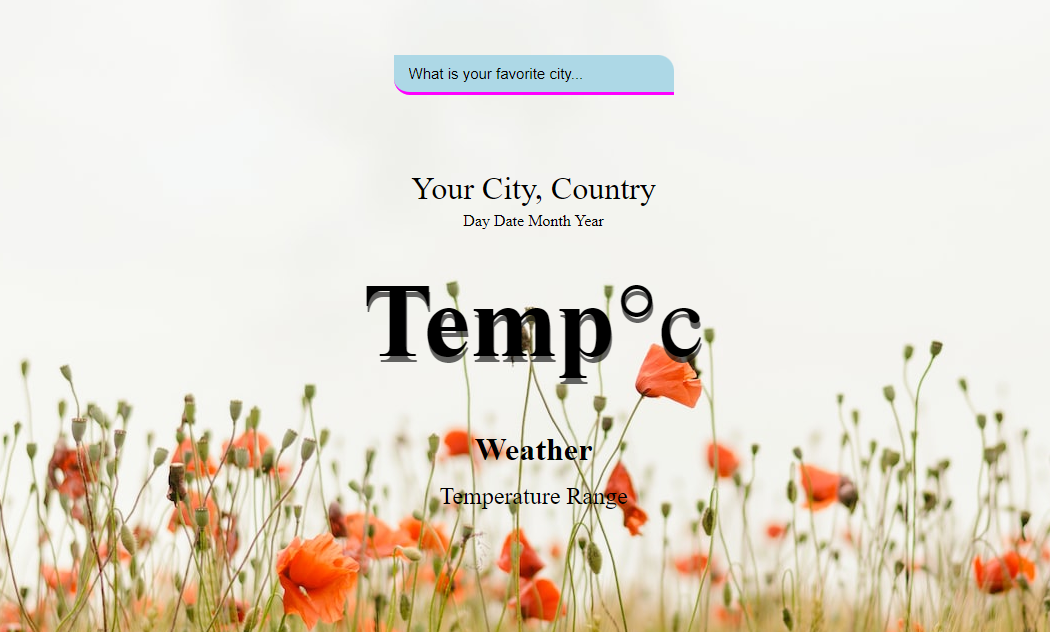 What is your favorite city...
Your City, Country
Day Date Month Year
Temp°c
Weather
Temperature Range